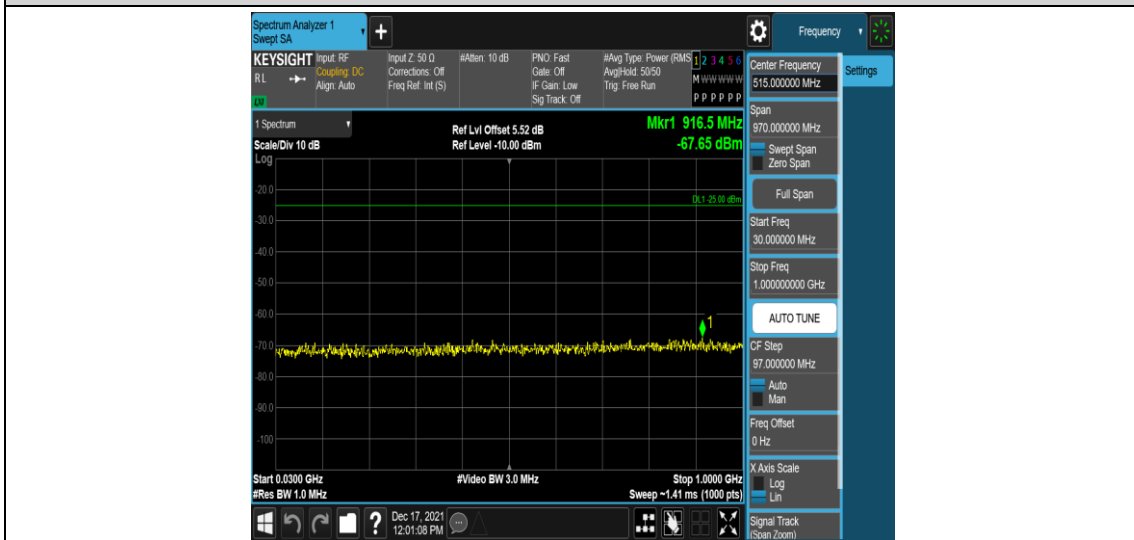 Spectrum Analyzer 1
Swept SA
+
Frequency
KEYSIGHT
RL
LXI
Input: RF
Coupling: DC
Align: Auto
Input Z: 50 Ω
Corrections: Off
Freq Ref: Int (S)
#Atten: 10 dB
PNO: Fast
Gate: Off
IF Gain: Low
Sig Track: Off
#Avg Type: Power (RMS
Avg|Hold: 50/50
Trig: Free Run
1 2 3 4 5 6
M W W W W W
P P P P P P
1 Spectrum
Scale/Div 10 dB
Log
Ref Lvl Offset 5.52 dB
Ref Level -10.00 dBm
Mkr1 916.5 MHz
-67.65 dBm
-20.0
DL1 -25.00 dBm
-30.0
-40.0
-50.0
-60.0
1
-70.0
-80.0
-90.0
-100
Start 0.0300 GHz
#Res BW 1.0 MHz
#Video BW 3.0 MHz
Stop 1.0000 GHz
Sweep ~1.41 ms (1000 pts)
Center Frequency
515.000000 MHz
Settings
Span
970.000000 MHz
Swept Span
Zero Span
Full Span
Start Freq
30.000000 MHz
Stop Freq
1.000000000 GHz
AUTO TUNE
CF Step
97.000000 MHz
Auto
Man
Freq Offset
0 Hz
X Axis Scale
Log
Lin
Signal Track
(Span Zoom)
?
Dec 17, 2021
12:01:08 PM